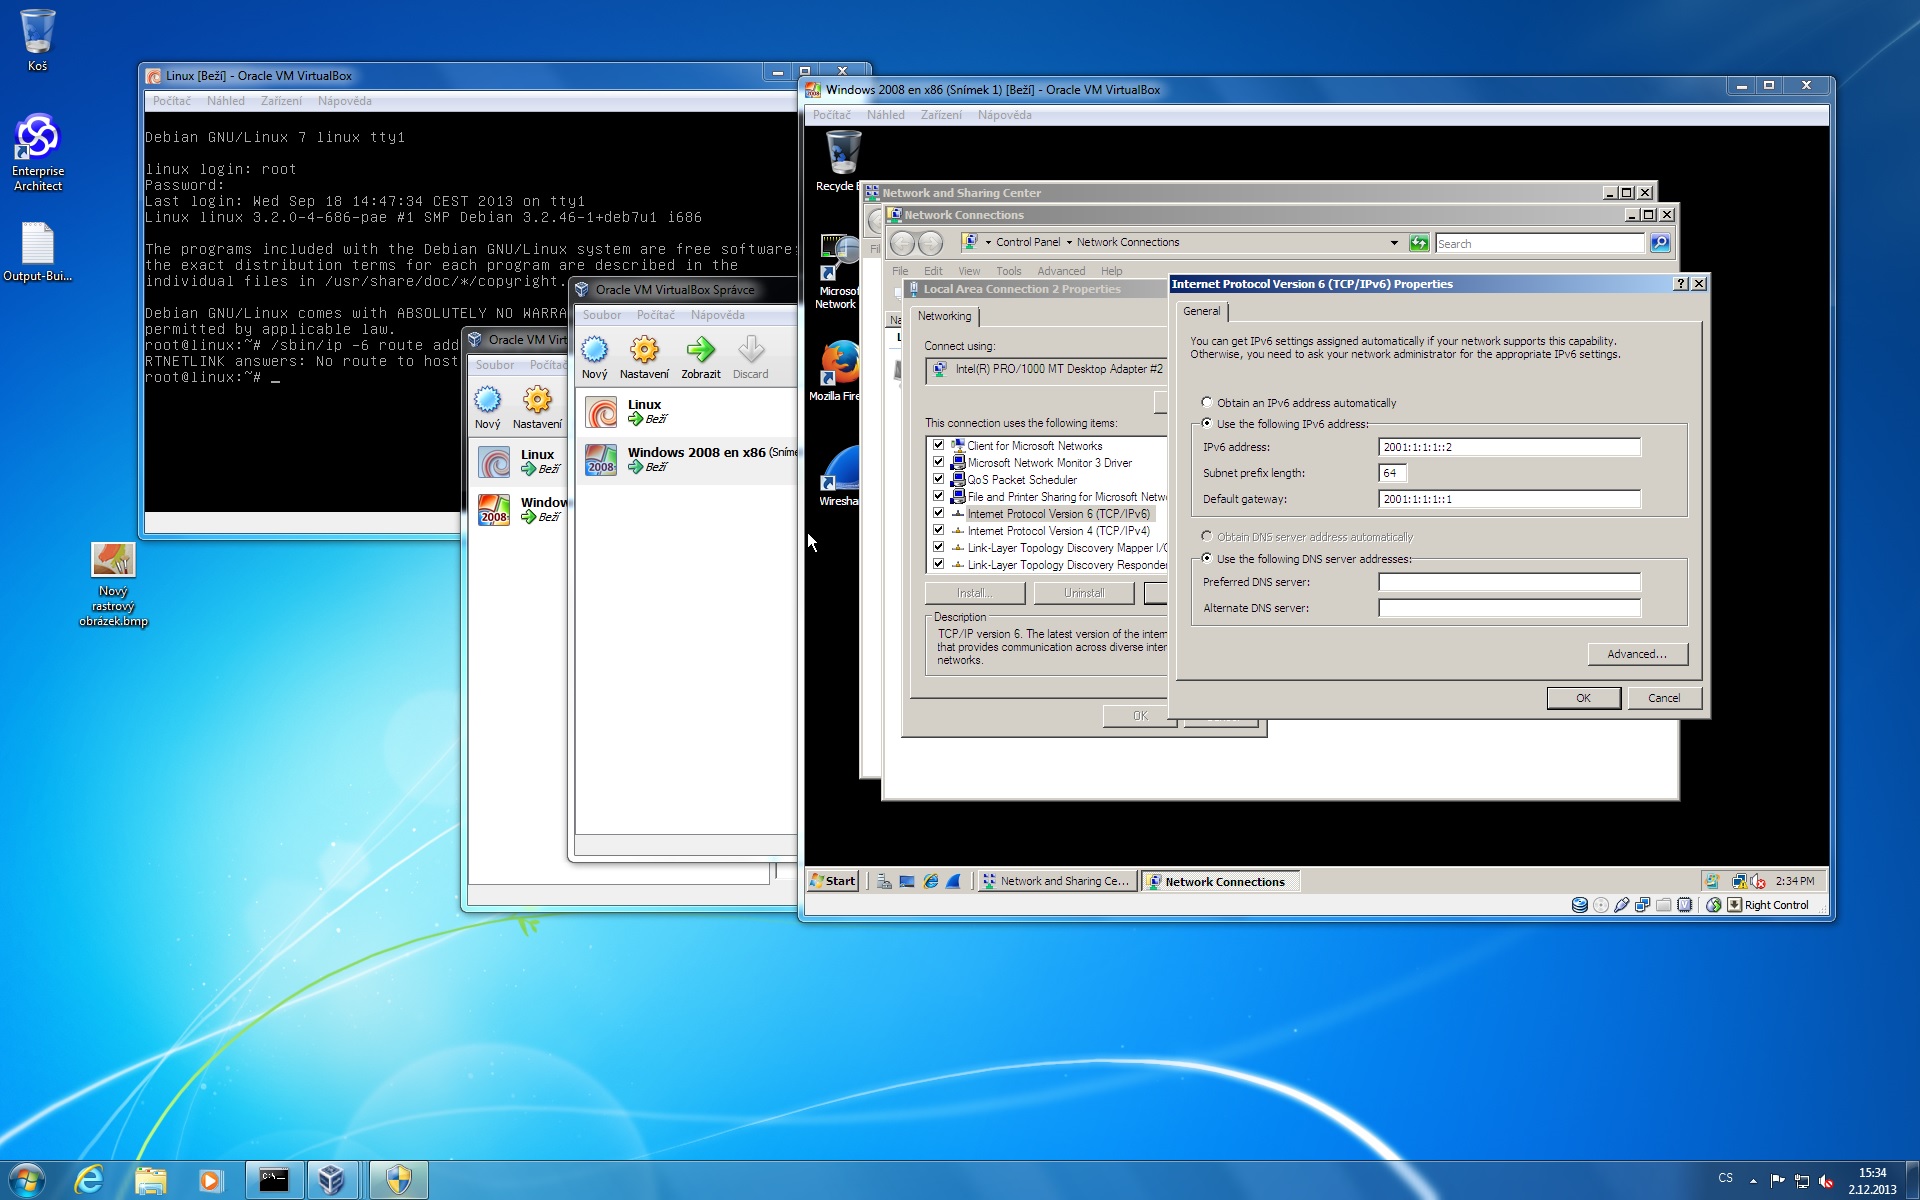 Koš
Enterprise
Architect
Output-Bui...
Nový
rastrový
obrázek.bmp
Linux [Beží] - Oracle VM VirtualBox
Počítač Náhled Zařízení Nápověda
Debian GNU/Linux 7 linux tty1
linux login: root
Password:
Last login: Wed Sep 18 14:47:34 CEST 2013 on tty1
Linux linux 3.2.0-4-686-pae #1 SMP Debian 3.2.46-1+deb7u1 i686
The programs included with the Debian GNU/Linux system are free software;
the exact distribution terms for each program are described in the
individual files in /usr/share/doc/*/copyright.
Debian GNU/Linux comes with ABSOLUTELY NO WARRA
permitted by applicable law.
root@linux:~# /sbin/ip -6 route add
RTNETLINK answers: No route to host
root@linux:~# _
Oracle VM Virt
Soubor Počítač
Nový Nastavení
Linux
Beží
Window
Beží
Oracle VM VirtualBox Správce
Soubor Počítač Nápověda
Nový Nastavení Zobrazit Discard
Linux
Beží
Windows 2008 en x86 (Sníme
Beží
Windows 2008 en x86 (Snímek 1) [Beží] - Oracle VM VirtualBox
Počítač Náhled Zařízení Nápověda
Recycle
Microsof
Network
Mozilla Fire
Wiresha
Network and Sharing Center
Fil
Network Connections
Control Panel Network Connections
Search
File Edit View Tools Advanced Help
Na
L
Local Area Connection 2 Properties
Networking
Connect using:
Intel(R) PRO/1000 MT Desktop Adapter #2
This connection uses the following items:
Client for Microsoft Networks
Microsoft Network Monitor 3 Driver
QoS Packet Scheduler
File and Printer Sharing for Microsoft Netwo
Internet Protocol Version 6 (TCP/IPv6)
Internet Protocol Version 4 (TCP/IPv4)
Link-Layer Topology Discovery Mapper I/O
Link-Layer Topology Discovery Responder
Install... Uninstall
Description
TCP/IP version 6. The latest version of the intern
that provides communication across diverse inter
networks.
OK
Internet Protocol Version 6 (TCP/IPv6) Properties
General
You can get IPv6 settings assigned automatically if your network supports this capability.
Otherwise, you need to ask your network administrator for the appropriate IPv6 settings.
Obtain an IPv6 address automatically
Use the following IPv6 address:
IPv6 address: 2001:1:1:1::2
Subnet prefix length: 64
Default gateway: 2001:1:1:1::1
Obtain DNS server address automatically
Use the following DNS server addresses:
Preferred DNS server:
Alternate DNS server:
Advanced...
OK Cancel
Start Network and Sharing Ce... Network Connections 2:34 PM
Right Control
CS 15:34
2.12.2013